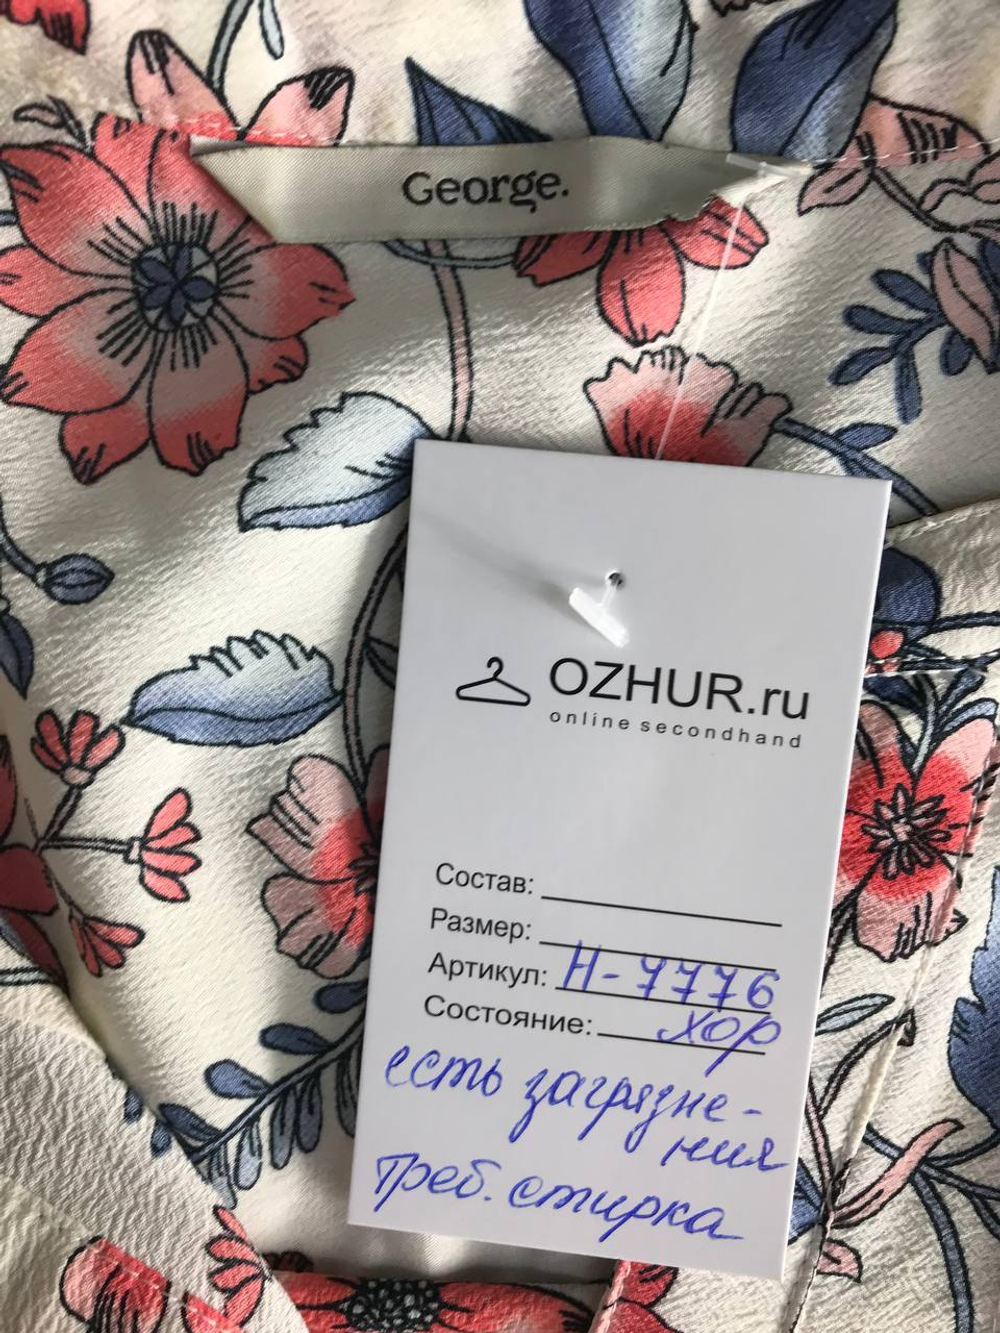 George.
OZHUR.ru
online secondhand
Состав:
Размер:
Артикул: Н-7776
Состояние: хор
есть загрязне-
ния
Треб. стирка